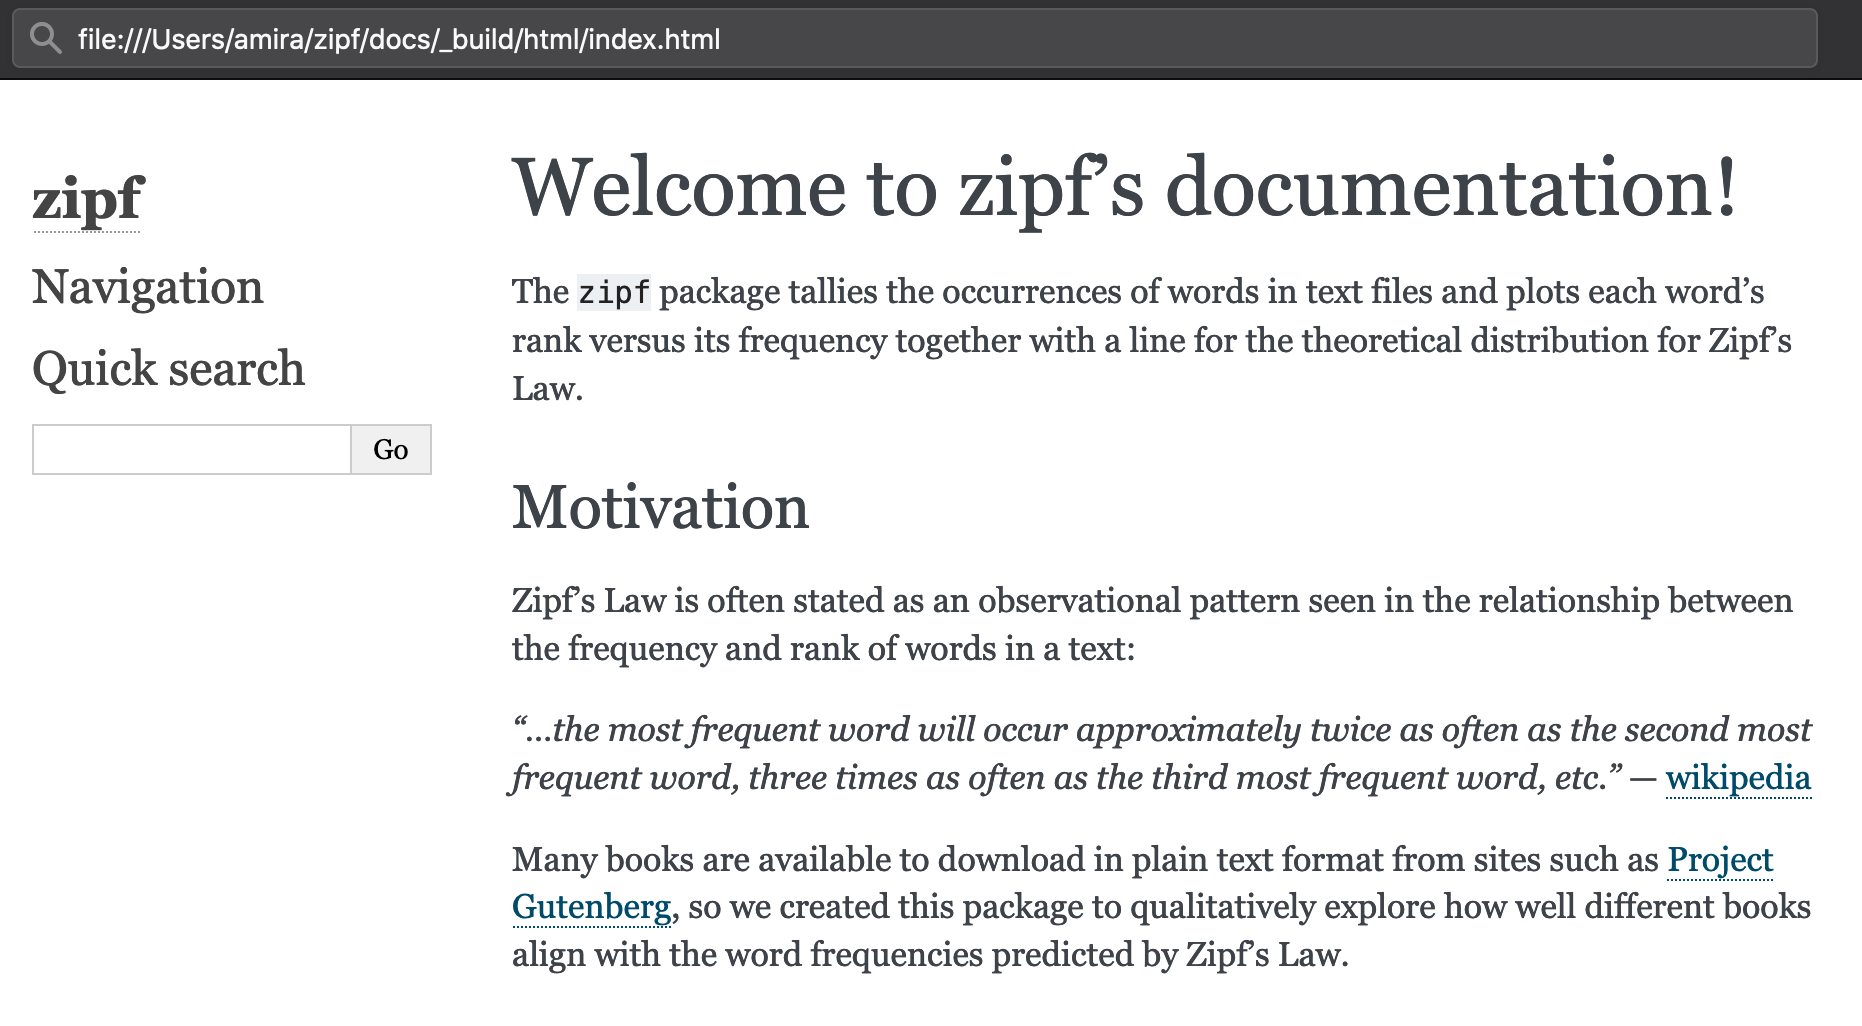 file:///Users/amira/zipf/docs/_build/html/index.html
zipf
Navigation
Quick search
Go
Welcome to zipf’s documentation!
The zipf package tallies the occurrences of words in text files and plots each word’s
rank versus its frequency together with a line for the theoretical distribution for Zipf’s
Law.
Motivation
Zipf’s Law is often stated as an observational pattern seen in the relationship between
the frequency and rank of words in a text:
“…the most frequent word will occur approximately twice as often as the second most
frequent word, three times as often as the third most frequent word, etc.” — wikipedia
Many books are available to download in plain text format from sites such as Project
Gutenberg, so we created this package to qualitatively explore how well different books
align with the word frequencies predicted by Zipf’s Law.